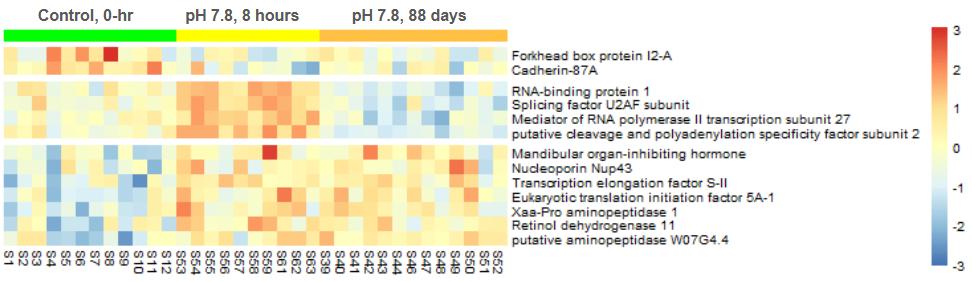 Control, 0-hr pH 7.8, 8 hours pH 7.8, 88 days
Forkhead box protein I2-A
Cadherin-87A
RNA-binding protein 1
Splicing factor U2AF subunit
Mediator of RNA polymerase II transcription subunit 27
putative cleavage and polyadenylation specificity factor subunit 2
Mandibular organ-inhibiting hormone
Nucleoporin Nup43
Transcription elongation factor S-II
Eukaryotic translation initiation factor 5A-1
Xaa-Pro aminopeptidase 1
Retinol dehydrogenase 11
putative aminopeptidase W07G4.4
S1 S2 S3 S4 S5 S6 S7 S8 S9 S10 S11 S12 S53 S54 S55 S56 S57 S58 S59 S61 S62 S63 S39 S40 S41 S42 S43 S44 S46 S47 S48 S49 S50 S51 S52
3
2
1
0
-1
-2
-3